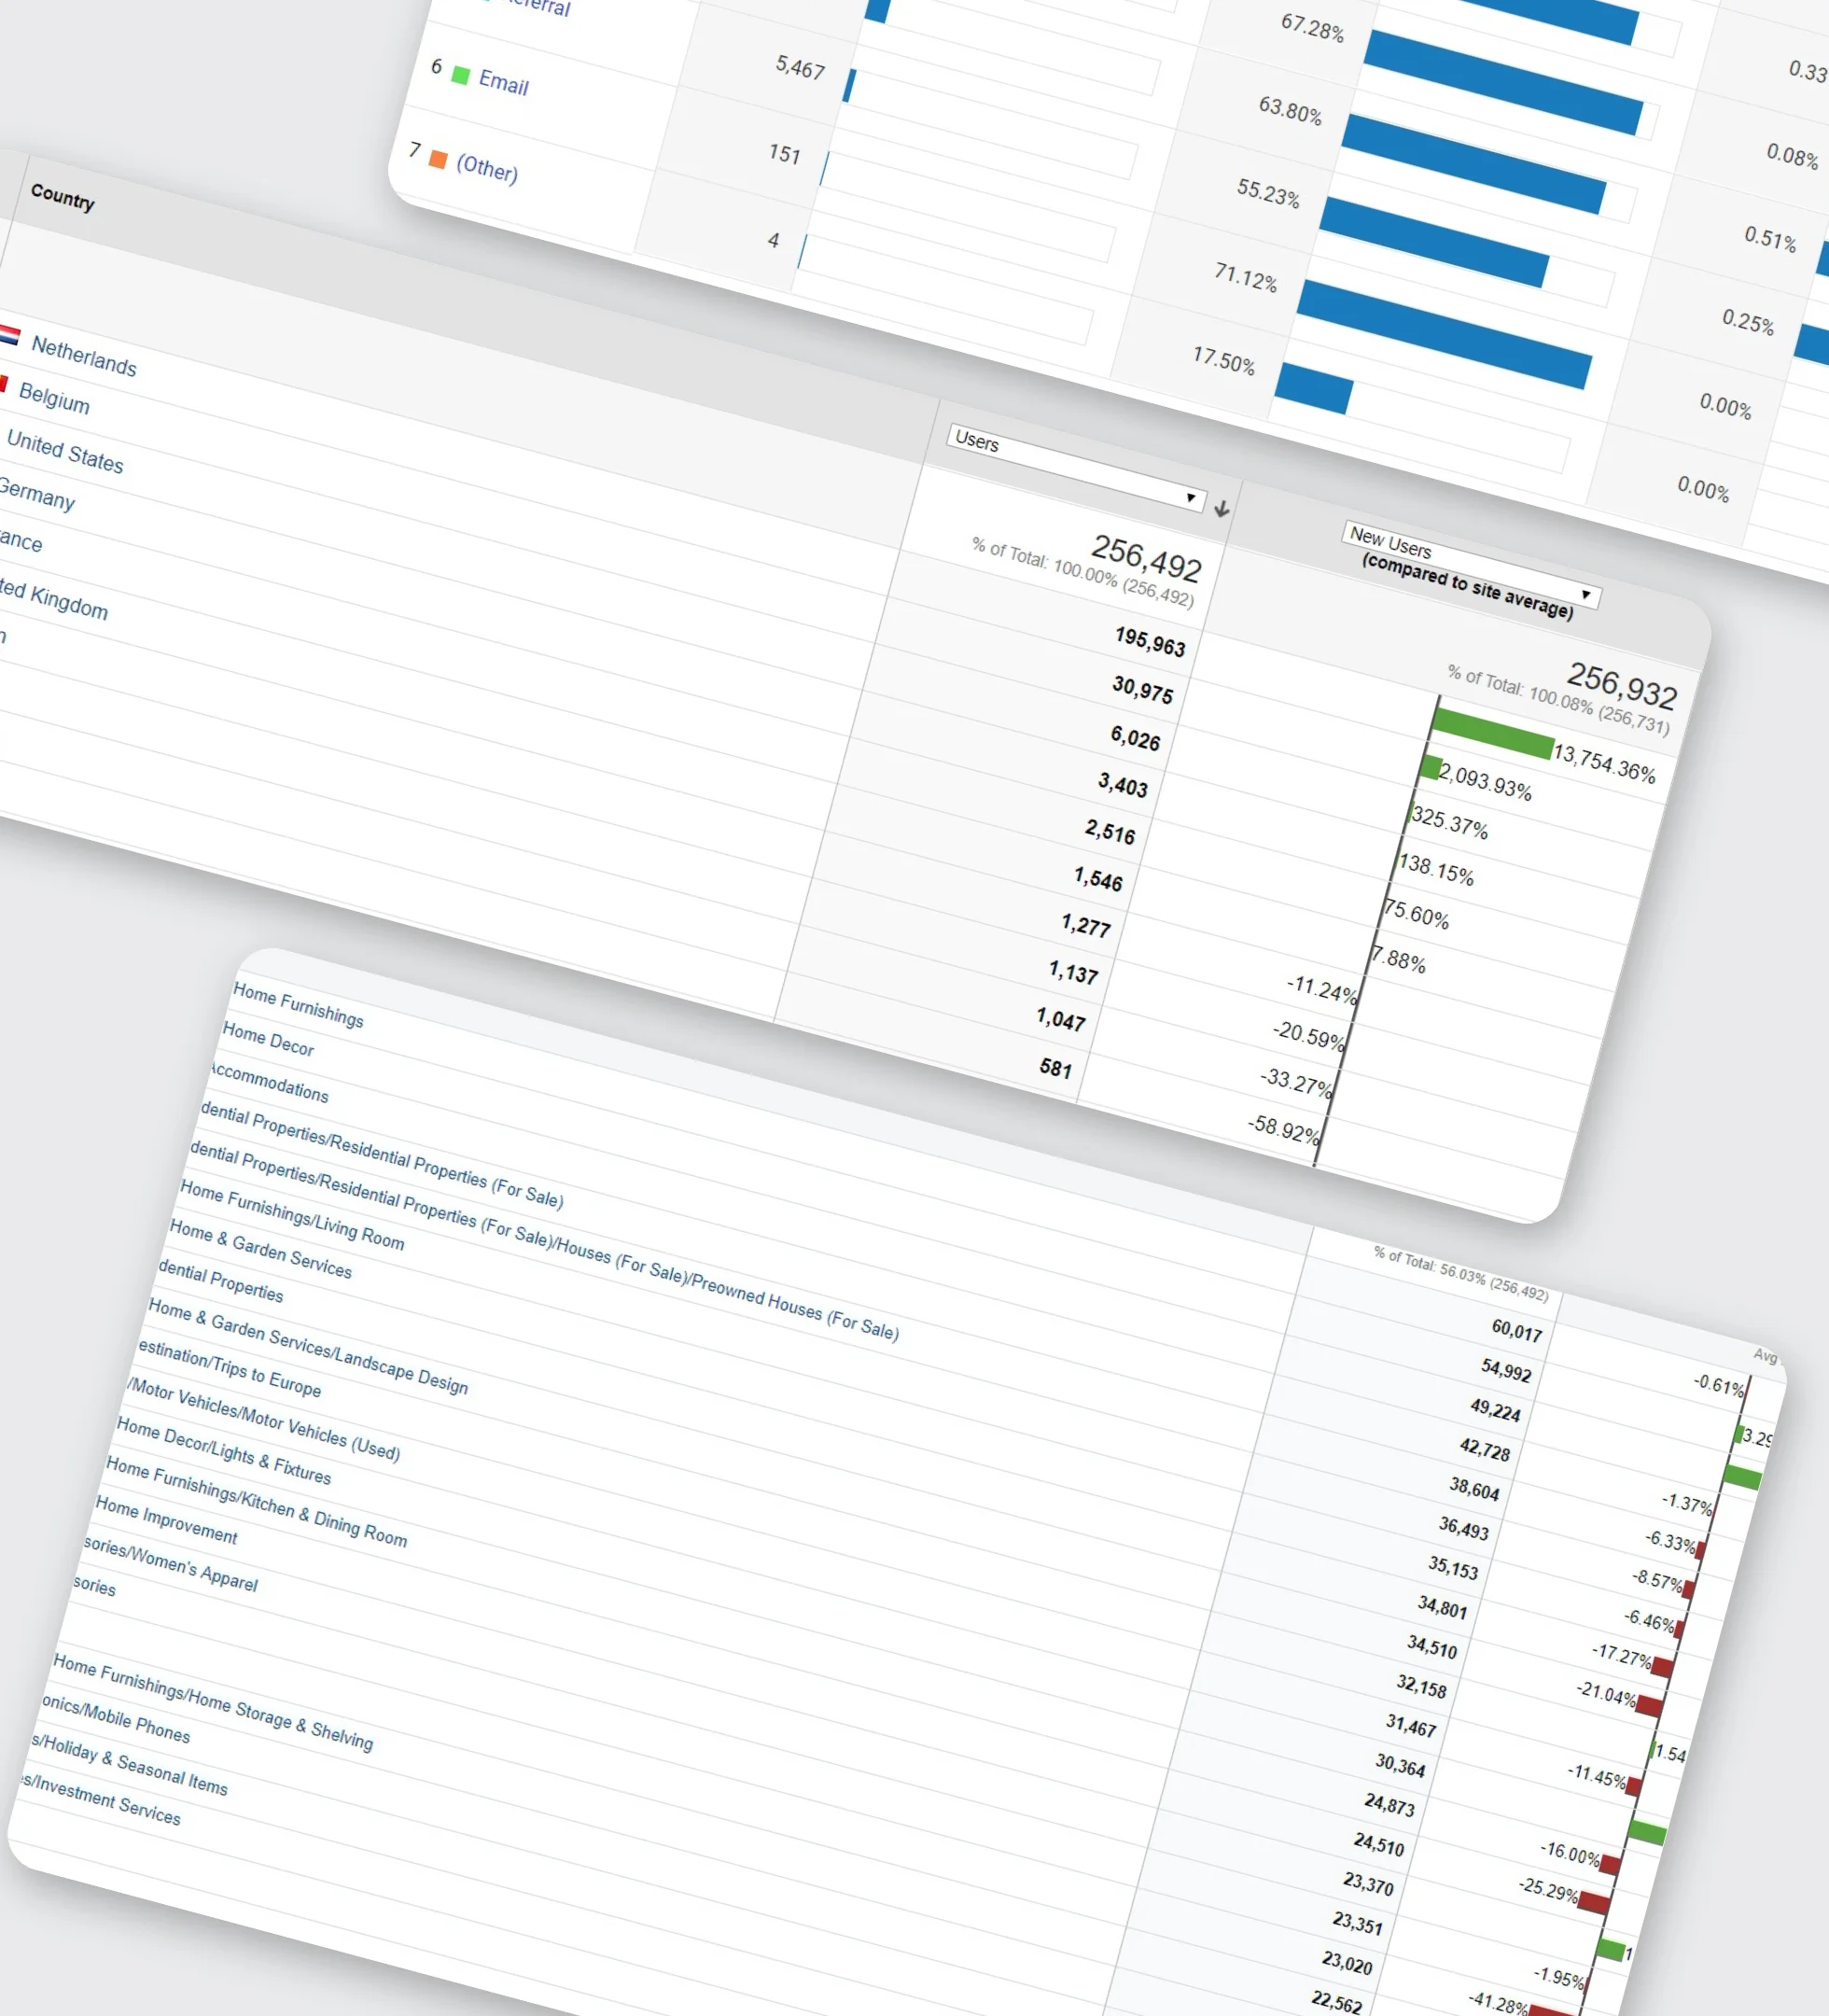 6 Email 5,467 63.80% 0.08%
7 (Other) 151 55.23% 0.51%
4 71.12% 0.25%
17.50% 0.00%
0.00%
67.28% 0.33
Country
Users
New Users
(compared to site average)
256,492
% of Total: 100.00% (256,492)
256,932
% of Total: 100.08% (256,731)
Netherlands 195,963 13,754.36%
Belgium 30,975 2,093.93%
United States 6,026 325.37%
Germany 3,403 138.15%
ance 2,516 75.60%
ted Kingdom 1,546 7.88%
n 1,277 -11.24%
1,137 -20.59%
1,047 -33.27%
581 -58.92%
% of Total: 56.03% (256,492)
Avg
Home Furnishings 60,017 -0.61%
Home Decor 54,992 3.29
Accommodations 49,224
dential Properties/Residential Properties (For Sale) 42,728 -1.37%
dential Properties/Residential Properties (For Sale)/Houses (For Sale)/Preowned Houses (For Sale) 38,604 -6.33%
Home Furnishings/Living Room 36,493 -8.57%
Home & Garden Services 35,153 -6.46%
dential Properties 34,801 -17.27%
Home & Garden Services/Landscape Design 34,510 -21.04%
estination/Trips to Europe 32,158 1.54
/Motor Vehicles/Motor Vehicles (Used) 31,467 -11.45%
Home Decor/Lights & Fixtures 30,364
Home Furnishings/Kitchen & Dining Room 24,873 -16.00%
Home Improvement 24,510 -25.29%
sories/Women's Apparel 23,370 1
sories 23,351 -1.95%
23,020 -41.28%
Home Furnishings/Home Storage & Shelving 22,562
onics/Mobile Phones
s/Holiday & Seasonal Items
es/Investment Services